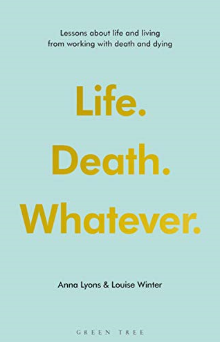 Lessons about life and living
from working with death and dying
Life.
Death.
Whatever.
Anna Lyons & Louise Winter
GREEN TREE